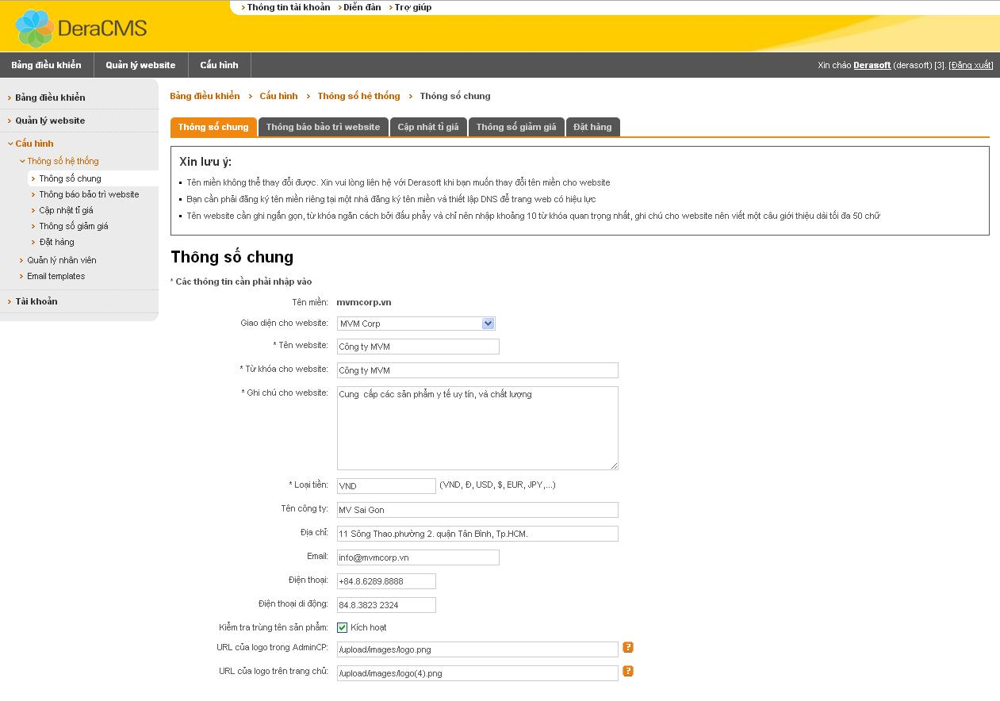 Thông tin tài khoản Diễn đàn Trợ giúp
DeraCMS
Bảng điều khiển Quản lý website Cấu hình
Xin chào Derasoft (derasoft) [3]. [Đăng xuất]
Bảng điều khiển
Quản lý website
Cấu hình
Thông số hệ thống
Thông số chung
Thông báo bảo trì website
Cập nhật tỉ giá
Thông số giảm giá
Đặt hàng
Quản lý nhân viên
Email templates
Tài khoản
Bảng điều khiển > Cấu hình > Thông số hệ thống > Thông số chung
Thông số chung Thông báo bảo trì website Cập nhật tỉ giá Thông số giảm giá Đặt hàng
Xin lưu ý:
Tên miền không thể thay đổi được. Xin vui lòng liên hệ với Derasoft khi bạn muốn thay đổi tên miền cho website
Bạn cần phải đăng ký tên miền riêng tại một nhà đăng ký tên miền và thiết lập DNS để trang web có hiệu lực
Tên website cần ghi ngắn gọn, từ khóa ngăn cách bởi đấu phẩy và chỉ nên nhập khoảng 10 từ khóa quan trọng nhất, ghi chú cho website nên viết một câu giới thiệu dài tối đa 50 chữ
Thông số chung
* Các thông tin cần phải nhập vào
Tên miền: mvmcorp.vn
Giao diện cho website: MVM Corp
* Tên website: Công ty MVM
* Từ khóa cho website: Công ty MVM
* Ghi chú cho website: Cung cấp các sản phẩm y tế uy tín, và chất lượng
* Loại tiền: VND (VND, Đ, USD, $, EUR, JPY,...)
Tên công ty: MV Sai Gon
Địa chỉ: 11 Sông Thao.phường 2. quận Tân Bình, Tp.HCM.
Email: info@mvmcorp.vn
Điện thoại: +84.8.6289.8888
Điện thoại di động: 84.8.3823 2324
Kiểm tra trùng tên sản phẩm: Kích hoạt
URL của logo trong AdminCP: /upload/images/logo.png ?
URL của logo trên trang chủ: /upload/images/logo(4).png ?